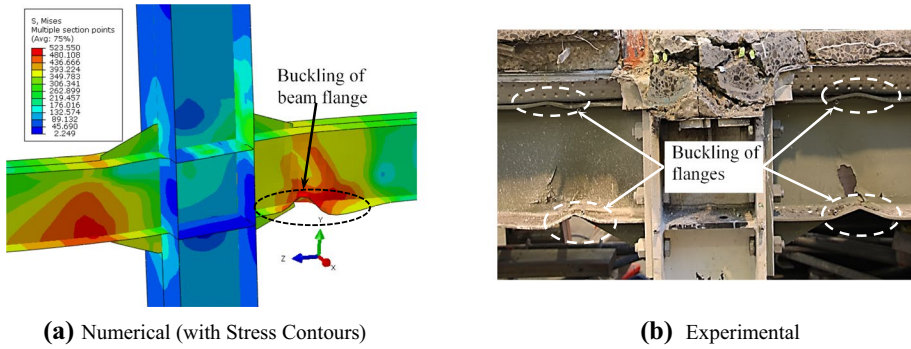 S, Mises
Multiple section points
(Avg: 75%)
523.550
480.108
436.666
393.224
349.783
306.341
262.899
219.457
176.016
132.574
89.132
45.690
2.249
Buckling of
beam flange
Y
Z
X
Buckling of
flanges
(a) Numerical (with Stress Contours)
(b) Experimental